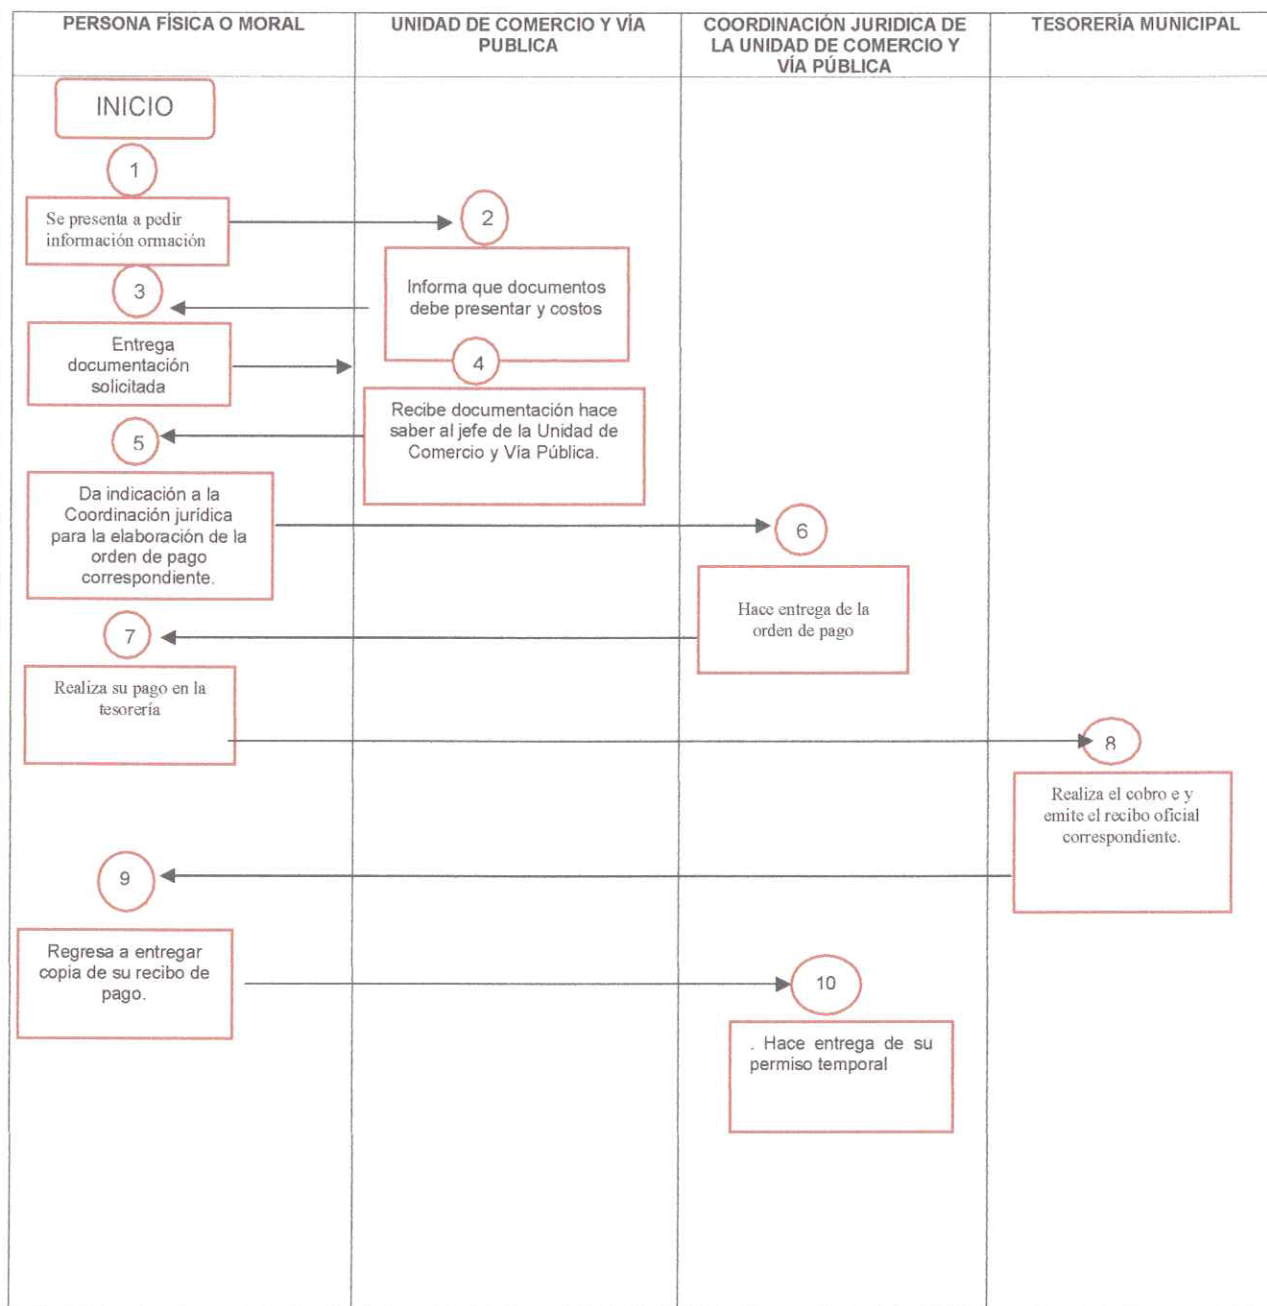 PERSONA FÍSICA O MORAL
UNIDAD DE COMERCIO Y VÍA
PUBLICA
COORDINACIÓN JURIDICA DE
LA UNIDAD DE COMERCIO Y
VÍA PÚBLICA
TESORERÍA MUNICIPAL
INICIO
1
Se presenta a pedir
información ormación
2
Informa que documentos
debe presentar y costos
3
Entrega
documentación
solicitada
4
Recibe documentación hace
saber al jefe de la Unidad de
Comercio y Vía Pública.
5
Da indicación a la
Coordinación jurídica
para la elaboración de la
orden de pago
correspondiente.
6
Hace entrega de la
orden de pago
7
Realiza su pago en la
tesorería
8
Realiza el cobro e y
emite el recibo oficial
correspondiente.
9
Regresa a entregar
copia de su recibo de
pago.
10
. Hace entrega de su
permiso temporal